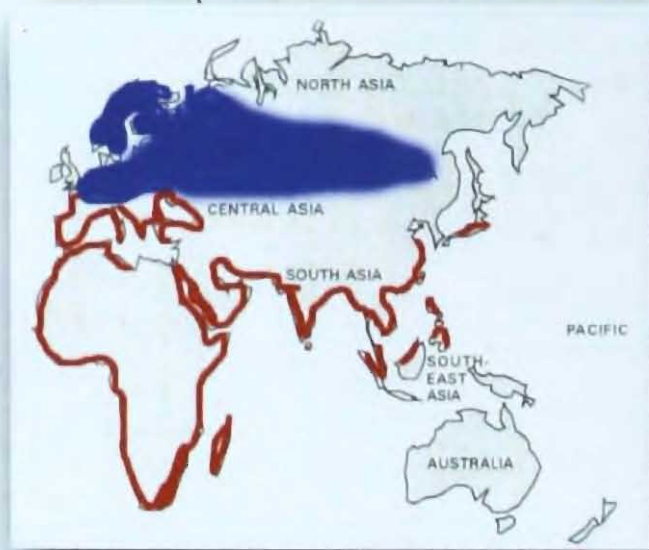 NORTH ASIA
CENTRAL ASIA
SOUTH ASIA
PACIFIC
SOUTH-
EAST
ASIA
AUSTRALIA